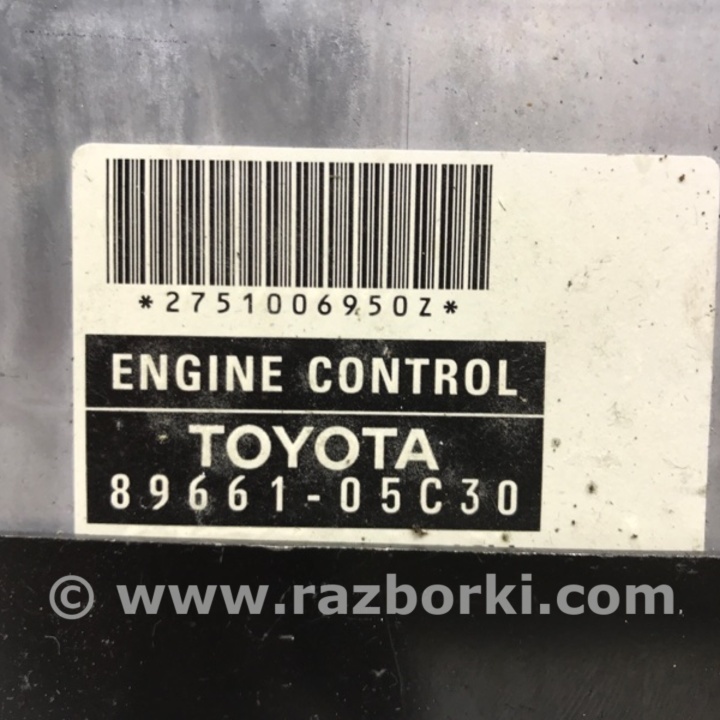 *2751006950Z*
ENGINE CONTROL
TOYOTA
89661-05C30
© www.razborki.com